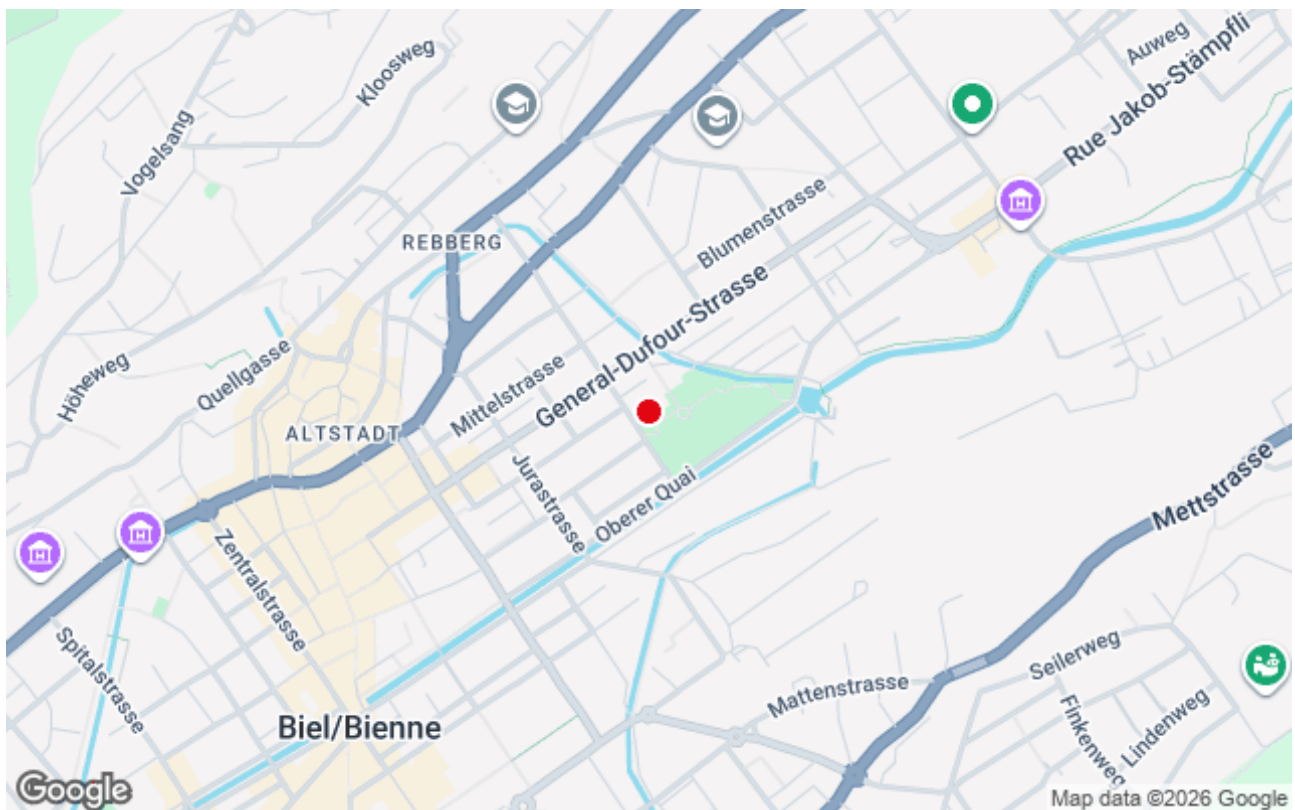 Auweg
Rue Jakob-Stämpfli
Kloosweg
Vogelsang
Blumenstrasse
REBBERG
General-Dufour-Strasse
Höheweg
Quellgasse
Mittelstrasse
ALTSTADT
Jurastrasse
Oberer Quai
Mettstrasse
Zentralstrasse
Spitalstrasse
Seilerweg
Mattenstrasse
Finkenweg
Lindenweg
Biel/Bienne
Google
Map data ©2026 Google